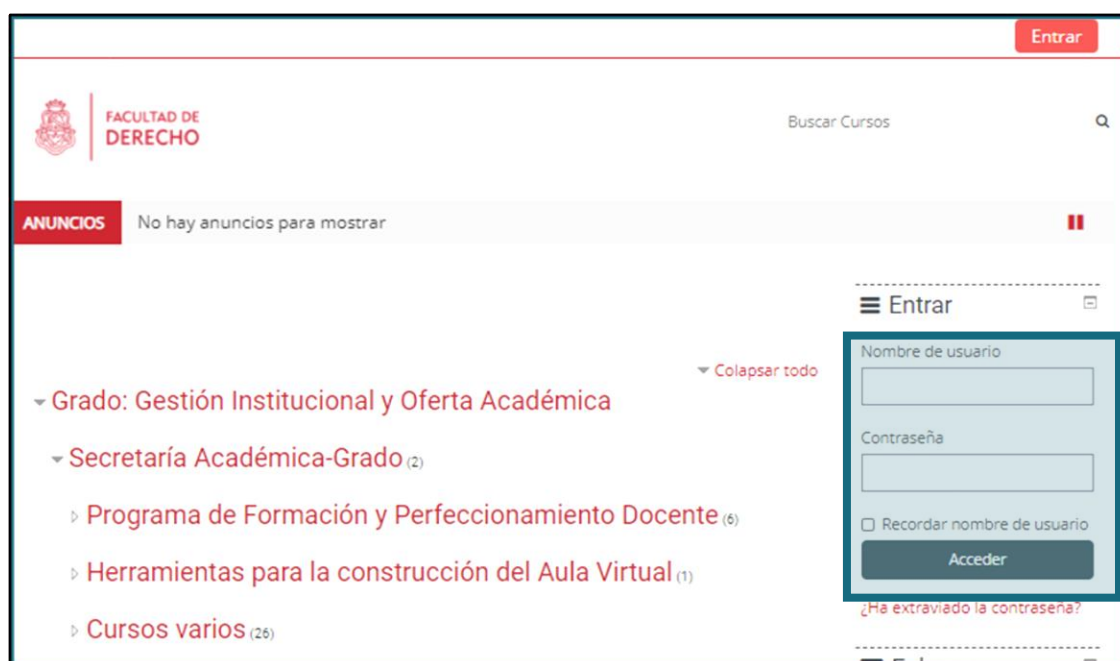 Entrar
FACULTAD DE
DERECHO
Buscar Cursos
ANUNCIOS
No hay anuncios para mostrar
Entrar
Nombre de usuario
Colapsar todo
Grado: Gestión Institucional y Oferta Académica
Contraseña
Secretaría Académica-Grado (2)
Programa de Formación y Perfeccionamiento Docente (6)
Recordar nombre de usuario
Acceder
Herramientas para la construcción del Aula Virtual (1)
¿Ha extraviado la contraseña?
Cursos varios (26)